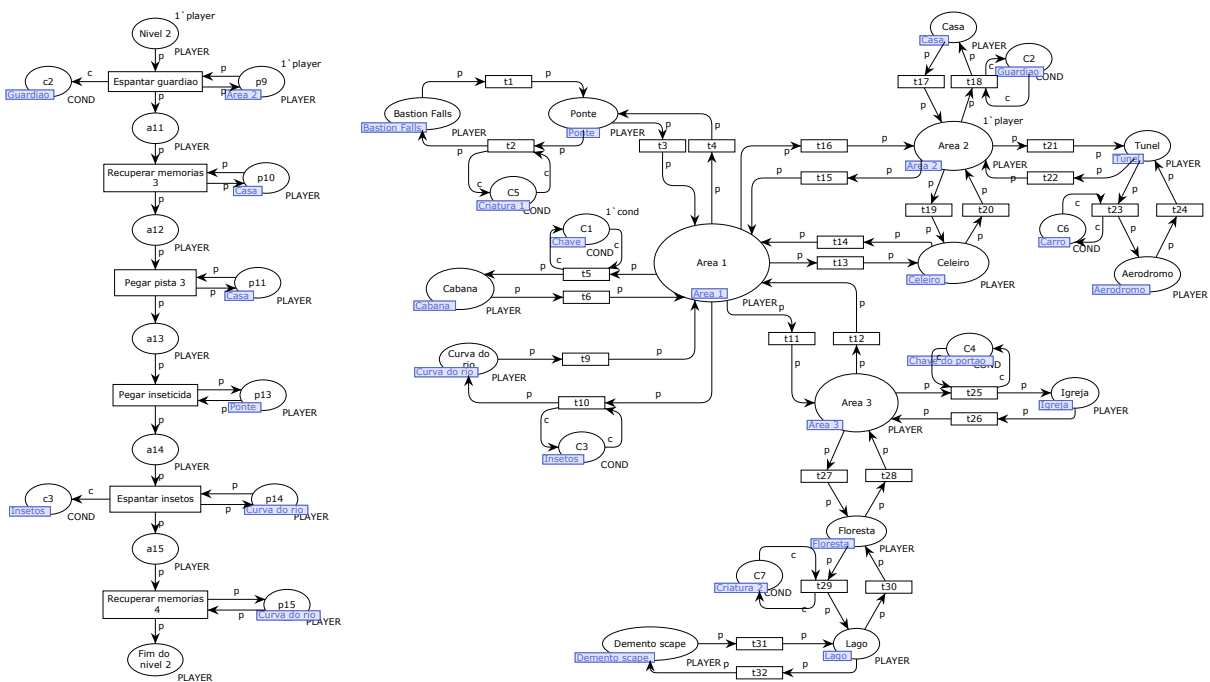 1`player
Nivel 2
PLAYER
p
c2
Guardiao
COND
c
Espantar guardiao
p
p
p9
Area 2
1`player
PLAYER
p
a11
PLAYER
p
Recuperar memorias
3
p
p
p10
Casa
PLAYER
p
a12
PLAYER
p
Pegar pista 3
p
p
p11
Casa
PLAYER
p
a13
PLAYER
p
Pegar inseticida
p
p
p13
Ponte
PLAYER
p
a14
PLAYER
p
c3
Insetos
COND
c
Espantar insetos
p
p
p14
Curva do rio
PLAYER
p
a15
PLAYER
p
Recuperar memorias
4
p
p
p15
Curva do rio
PLAYER
p
Fim do
nivel 2
PLAYER
p
t1
p
Bastion Falls
Bastion Falls
PLAYER
Ponte
Ponte
PLAYER
p
t2
p
c
c
C5
Criatura 1
COND
p
t3
p
p
t4
p
1`cond
C1
Chave
COND
c
c
Cabana
Cabana
PLAYER
p
t5
p
p
t6
p
Area 1
Area 1
PLAYER
Curva do
rio
Curva do rio
PLAYER
p
t9
p
p
t10
p
c
c
C3
Insetos
COND
p
t16
p
p
t15
p
p
t14
p
p
t13
p
Casa
Casa
PLAYER
p
t17
p
p
t18
p
c
c
C2
Guardiao
COND
1`player
Area 2
Area 2
PLAYER
p
t19
p
p
t20
p
Celeiro
Celeiro
PLAYER
p
t21
p
p
t22
p
Tunel
Tunel
PLAYER
p
t23
p
c
c
C6
Carro
COND
p
t24
p
Aerodromo
Aerodromo
PLAYER
p
t11
p
p
t12
p
Area 3
Area 3
PLAYER
C4
Chave do portao
COND
c
c
p
t25
p
p
t26
p
Igreja
Igreja
PLAYER
p
t27
p
p
t28
p
Floresta
Floresta
PLAYER
c
c
C7
Criatura 2
COND
p
t29
p
p
t30
p
Demento scape
Demento scape
PLAYER
p
t31
p
p
t32
p
Lago
Lago
PLAYER